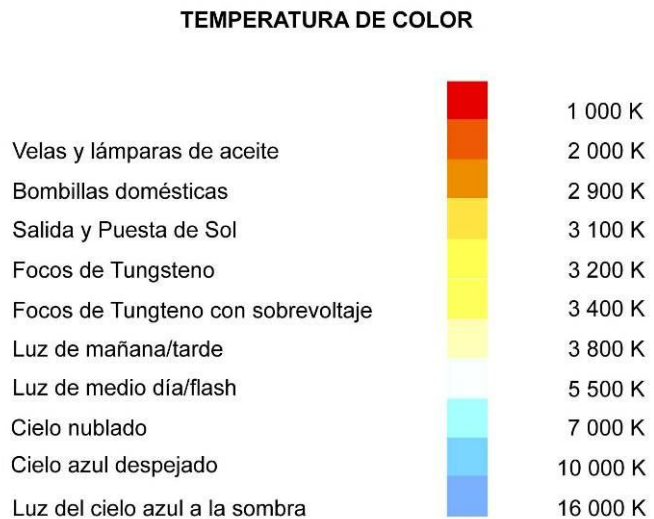 TEMPERATURA DE COLOR
1 000 K
Velas y lámparas de aceite 2 000 K
Bombillas domésticas 2 900 K
Salida y Puesta de Sol 3 100 K
Focos de Tungsteno 3 200 K
Focos de Tungteno con sobrevoltaje 3 400 K
Luz de mañana/tarde 3 800 K
Luz de medio día/flash 5 500 K
Cielo nublado 7 000 K
Cielo azul despejado 10 000 K
Luz del cielo azul a la sombra 16 000 K